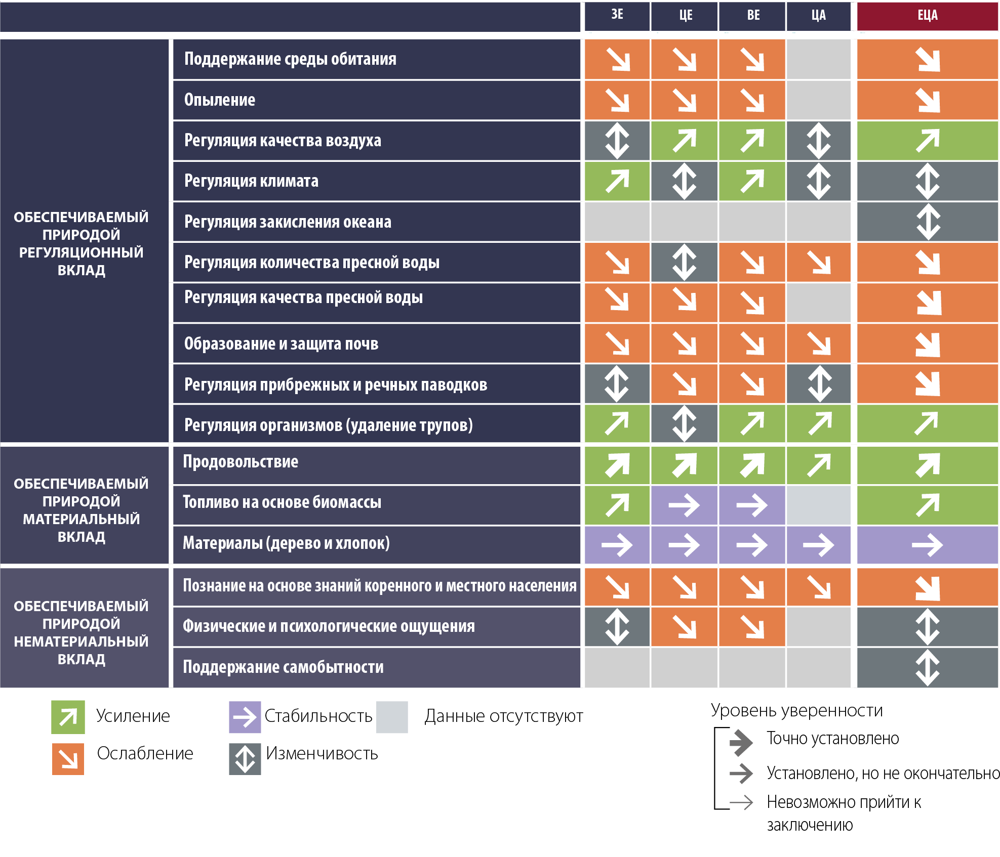 ЗЕ ЦЕ ВЕ ЦА ЕЦА
ОБЕСПЕЧИВАЕМЫЙ
ПРИРОДОЙ
РЕГУЛЯЦИОННЫЙ
ВКЛАД
Поддержание среды обитания
Опыление
Регуляция качества воздуха
Регуляция климата
Регуляция закисления океана
Регуляция количества пресной воды
Регуляция качества пресной воды
Образование и защита почв
Регуляция прибрежных и речных паводков
Регуляция организмов (удаление трупов)
ОБЕСПЕЧИВАЕМЫЙ
ПРИРОДОЙ
МАТЕРИАЛЬНЫЙ
ВКЛАД
Продовольствие
Топливо на основе биомассы
Материалы (дерево и хлопок)
ОБЕСПЕЧИВАЕМЫЙ
ПРИРОДОЙ
НЕМАТЕРИАЛЬНЫЙ
ВКЛАД
Познание на основе знаний коренного и местного населения
Физические и психологические ощущения
Поддержание самобытности
Усиление
Стабильность
Данные отсутствуют
Ослабление
Изменчивость
Уровень уверенности
Точно установлено
Установлено, но не окончательно
Невозможно прийти к
заключению